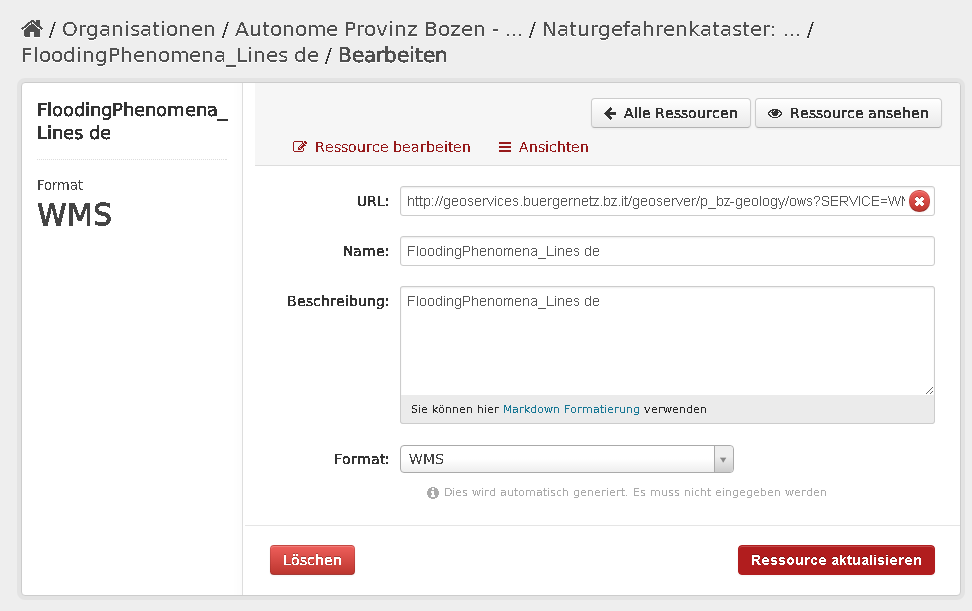 / Organisationen / Autonome Provinz Bozen - ... / Naturgefahrenkataster: ... /
FloodingPhenomena_Lines de / Bearbeiten
FloodingPhenomena_
Lines de
Format
WMS
Alle Ressourcen
Ressource ansehen
Ressource bearbeiten
Ansichten
URL: http://geoservices.buergernetz.bz.it/geoserver/p_bz-geology/ows?SERVICE=WM
Name: FloodingPhenomena_Lines de
Beschreibung: FloodingPhenomena_Lines de
Sie können hier Markdown Formatierung verwenden
Format: WMS
Dies wird automatisch generiert. Es muss nicht eingegeben werden
Löschen
Ressource aktualisieren